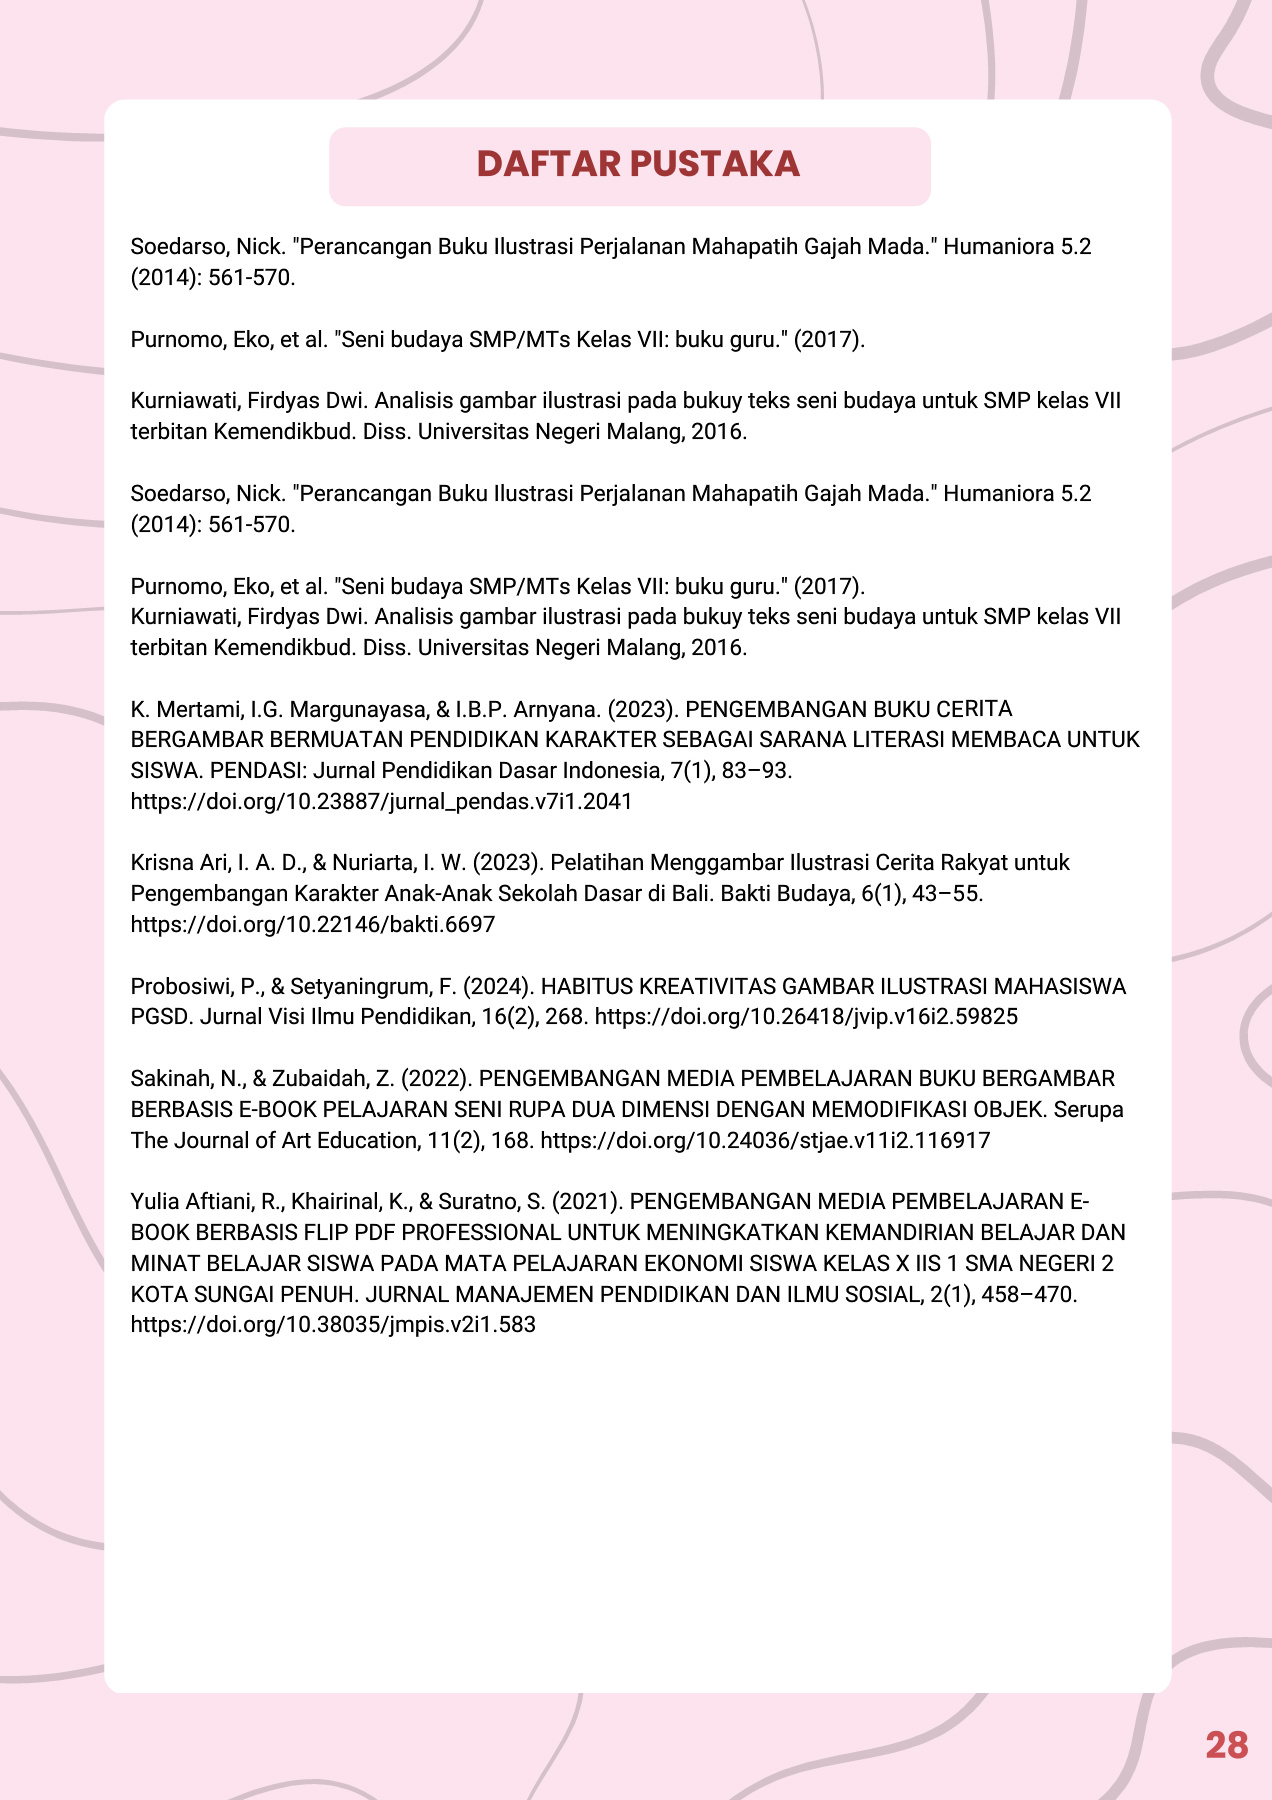 DAFTAR PUSTAKA
Soedarso, Nick. "Perancangan Buku Ilustrasi Perjalanan Mahapatih Gajah Mada." Humaniora 5.2
(2014): 561-570.
Purnomo, Eko, et al. "Seni budaya SMP/MTs Kelas VII: buku guru." (2017).
Kurniawati, Firdyas Dwi. Analisis gambar ilustrasi pada bukuy teks seni budaya untuk SMP kelas VII
terbitan Kemendikbud. Diss. Universitas Negeri Malang, 2016.
Soedarso, Nick. "Perancangan Buku Ilustrasi Perjalanan Mahapatih Gajah Mada." Humaniora 5.2
(2014): 561-570.
Purnomo, Eko, et al. "Seni budaya SMP/MTs Kelas VII: buku guru." (2017).
Kurniawati, Firdyas Dwi. Analisis gambar ilustrasi pada bukuy teks seni budaya untuk SMP kelas VII
terbitan Kemendikbud. Diss. Universitas Negeri Malang, 2016.
K. Mertami, I.G. Margunayasa, & I.B.P. Arnyana. (2023). PENGEMBANGAN BUKU CERITA
BERGAMBAR BERMUATAN PENDIDIKAN KARAKTER SEBAGAI SARANA LITERASI MEMBACA UNTUK
SISWA. PENDASI: Jurnal Pendidikan Dasar Indonesia, 7(1), 83–93.
https://doi.org/10.23887/jurnal_pendas.v7i1.2041
Krisna Ari, I. A. D., & Nuriarta, I. W. (2023). Pelatihan Menggambar Ilustrasi Cerita Rakyat untuk
Pengembangan Karakter Anak-Anak Sekolah Dasar di Bali. Bakti Budaya, 6(1), 43–55.
https://doi.org/10.22146/bakti.6697
Probosiwi, P., & Setyaningrum, F. (2024). HABITUS KREATIVITAS GAMBAR ILUSTRASI MAHASISWA
PGSD. Jurnal Visi Ilmu Pendidikan, 16(2), 268. https://doi.org/10.26418/jvip.v16i2.59825
Sakinah, N., & Zubaidah, Z. (2022). PENGEMBANGAN MEDIA PEMBELAJARAN BUKU BERGAMBAR
BERBASIS E-BOOK PELAJARAN SENI RUPA DUA DIMENSI DENGAN MEMODIFIKASI OBJEK. Serupa
The Journal of Art Education, 11(2), 168. https://doi.org/10.24036/stjae.v11i2.116917
Yulia Aftiani, R., Khairinal, K., & Suratno, S. (2021). PENGEMBANGAN MEDIA PEMBELAJARAN E-
BOOK BERBASIS FLIP PDF PROFESSIONAL UNTUK MENINGKATKAN KEMANDIRIAN BELAJAR DAN
MINAT BELAJAR SISWA PADA MATA PELAJARAN EKONOMI SISWA KELAS X IIS 1 SMA NEGERI 2
KOTA SUNGAI PENUH. JURNAL MANAJEMEN PENDIDIKAN DAN ILMU SOSIAL, 2(1), 458–470.
https://doi.org/10.38035/jmpis.v2i1.583
28